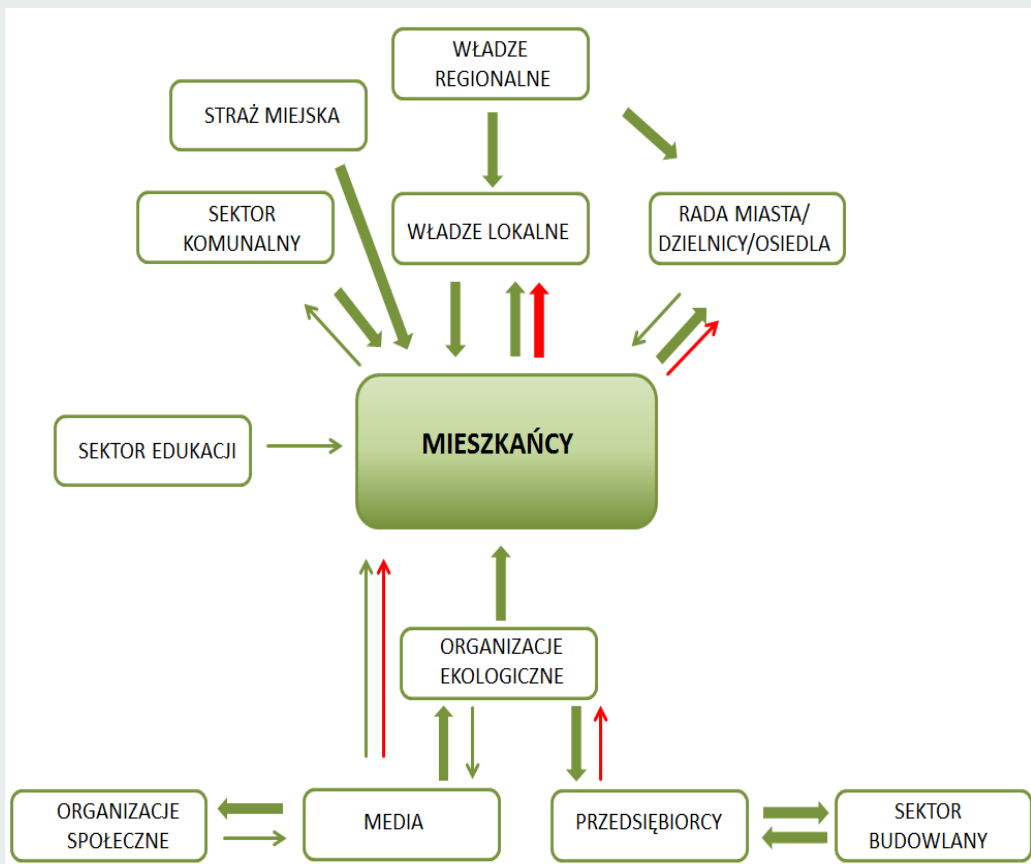 WŁADZE
REGIONALNE
STRAŻ MIEJSKA
SEKTOR
KOMUNALNY
WŁADZE LOKALNE
RADA MIASTA/
DZIELNICY/OSIEDLA
MIESZKAŃCY
SEKTOR EDUKACJI
ORGANIZACJE
EKOLOGICZNE
ORGANIZACJE
SPOŁECZNE
MEDIA
PRZEDSIĘBIORCY
SEKTOR
BUDOWLANY